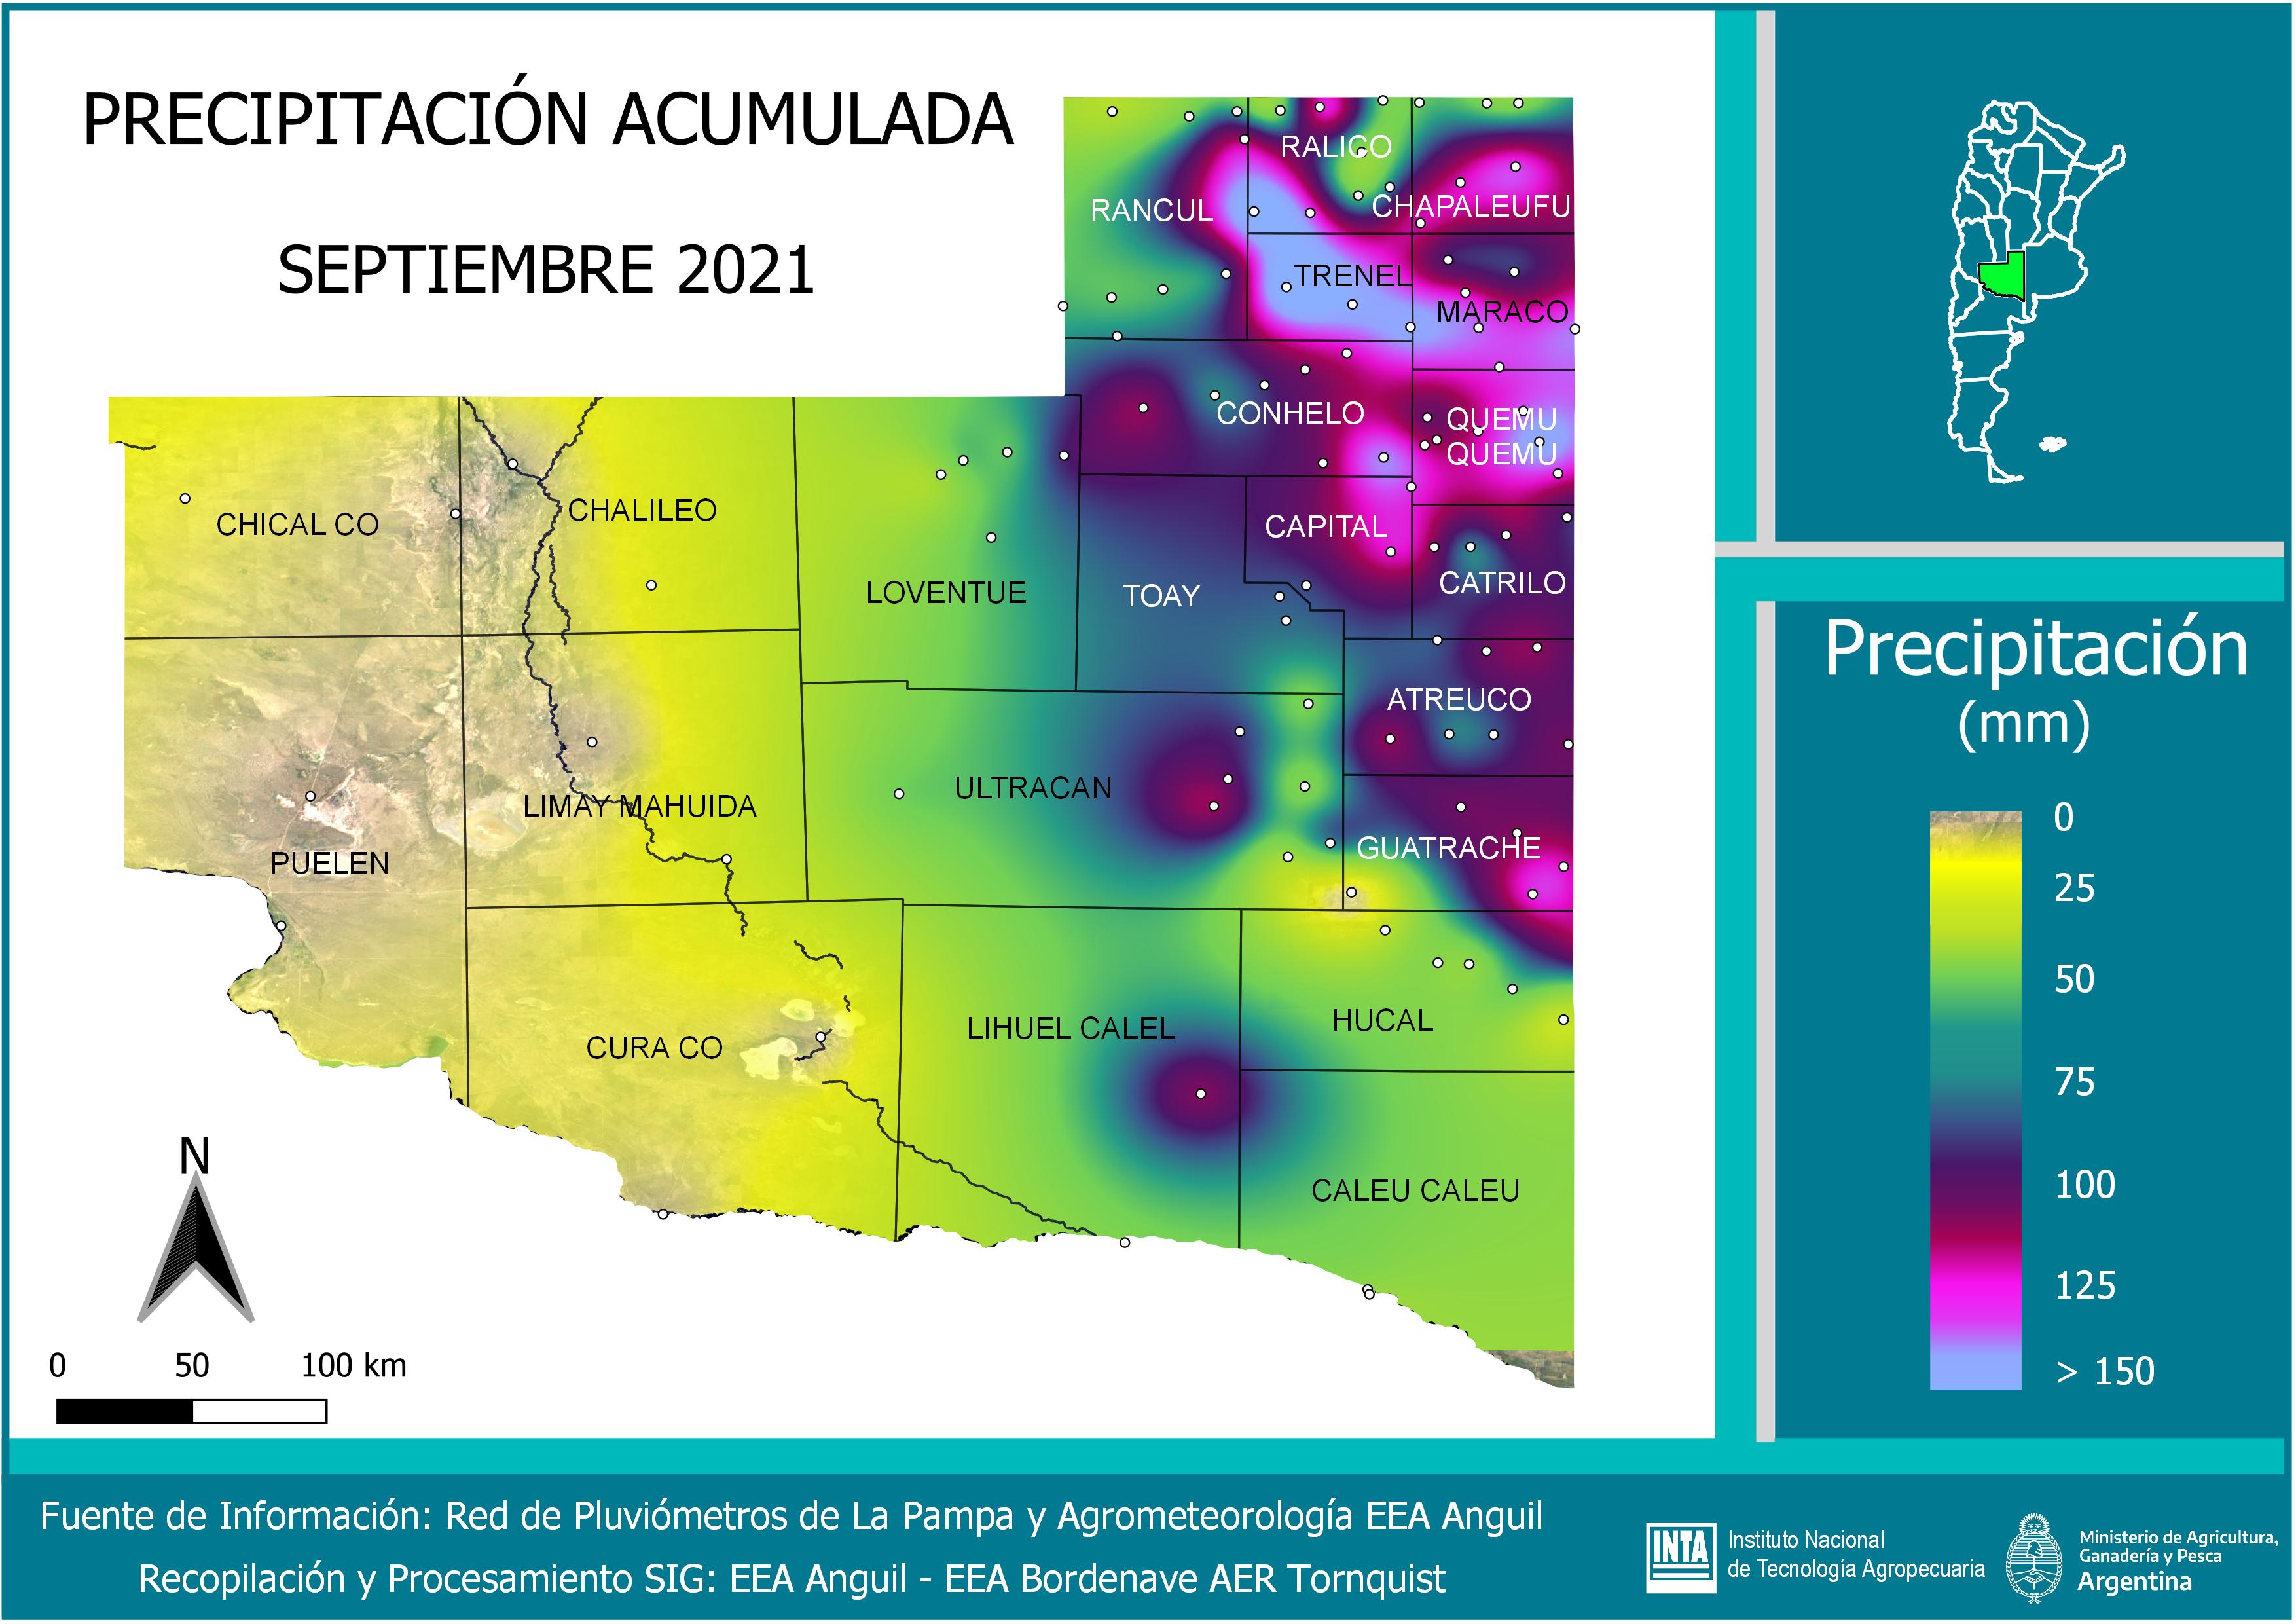 PRECIPITACIÓN ACUMULADA
SEPTIEMBRE 2021
RALICO
RANCUL
CHAPALEUFU
TRENEL
MARACO
CONHELO
QUEMU
QUEMU
CHICAL CO
CHALILEO
CAPITAL
LOVENTUE
TOAY
CATRILO
ATREUCO
ULTRACAN
LIMAY MAHUIDA
PUELEN
GUATRACHE
CURA CO
LIHUEL CALEL
HUCAL
CALEU CALEU
N
0 50 100 km
Precipitación
(mm)
0
25
50
75
100
125
> 150
Fuente de Información: Red de Pluviómetros de La Pampa y Agrometeorología EEA Anguil
Recopilación y Procesamiento SIG: EEA Anguil - EEA Bordenave AER Tornquist
INTA
Instituto Nacional
de Tecnología Agropecuaria
Ministerio de Agricultura,
Ganadería y Pesca
Argentina